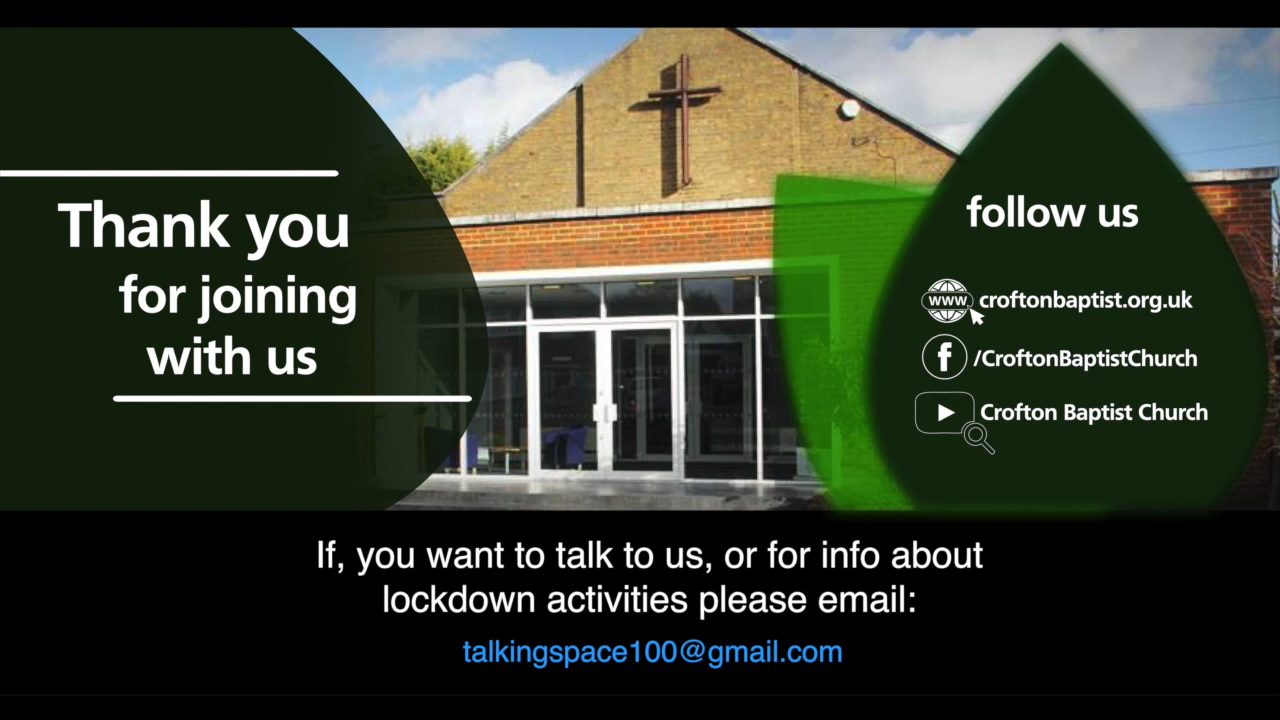 Thank you
for joining
with us
follow us
www croftonbaptist.org.uk
f /CroftonBaptistChurch
Crofton Baptist Church
If, you want to talk to us, or for info about
lockdown activities please email:
talkingspace100@gmail.com